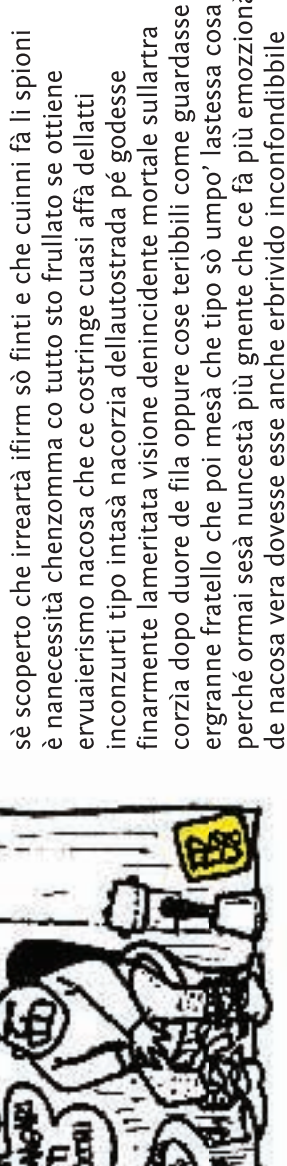 sè scoperto che irreartà ifirm sò finti e che cuinni fà li spioni
è nanecessità chenzomma co tutto sto frullato se ottiene
ervuaierismo nacosa che ce costringe cuasi affà dellatti
inconzurti tipo intasà nacorzia dellautostrada pé godesse
finarmente lameritata visione denincidente mortale sullartra
corzìa dopo duore de fila oppure cose teribbili come guardasse
ergranne fratello che poi mesà che tipo sò umpo’ lastessa cosa
perché ormai sesà nuncestà più gnente che ce fà più emozzionà
de nacosa vera dovesse esse anche erbrivido inconfondibbile